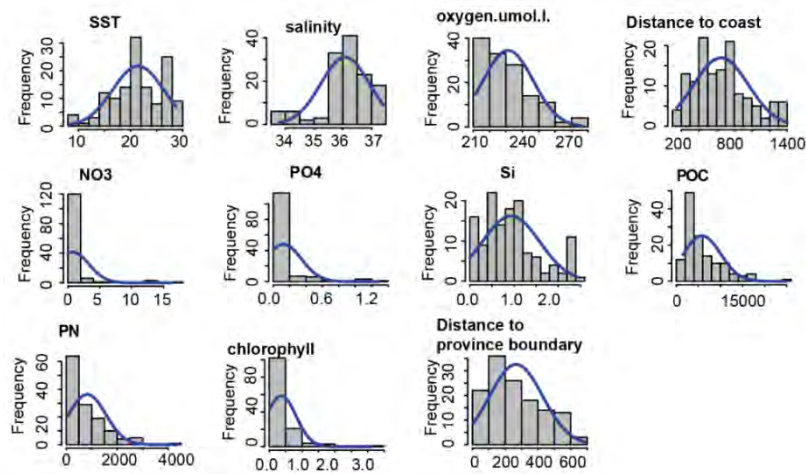 SST
Frequency
0 10 20 30
10 15 20 25 30
salinity
Frequency
0 20 40
34 35 36 37
oxygen.umol.l.
Frequency
0 20 40
210 230 250 270
Distance to coast
Frequency
0 10 20
200 800 1400
NO3
Frequency
0 40 80 120
0 5 10 15
PO4
Frequency
0 40 80
0.0 0.6 1.2
Si
Frequency
0 10 20
0.0 1.0 2.0
POC
Frequency
0 20 40
0 15000
PN
Frequency
0 20 40 60
0 2000 4000
chlorophyll
Frequency
0 40 80
0.0 1.0 2.0 3.0
Distance to
province boundary
Frequency
0 10 20 30
0 200 400 600